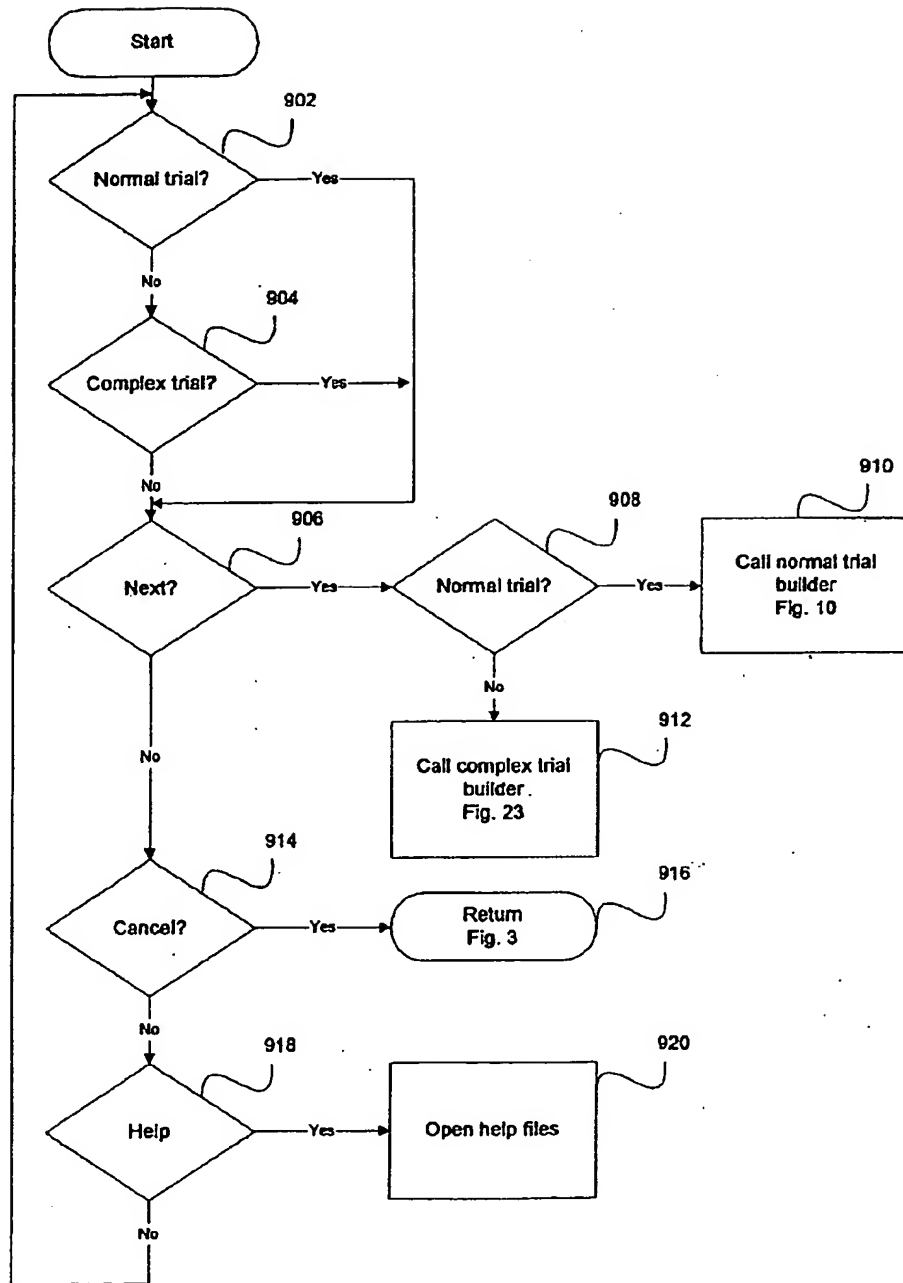 Start
902
Normal trial?
Yes
No
904
Complex trial?
Yes
No
906
Next?
Yes
908
Normal trial?
Yes
910
Call normal trial
builder
Fig. 10
No
912
Call complex trial
builder
Fig. 23
No
914
Cancel?
Yes
916
Return
Fig. 3
No
918
Help
Yes
920
Open help files
No